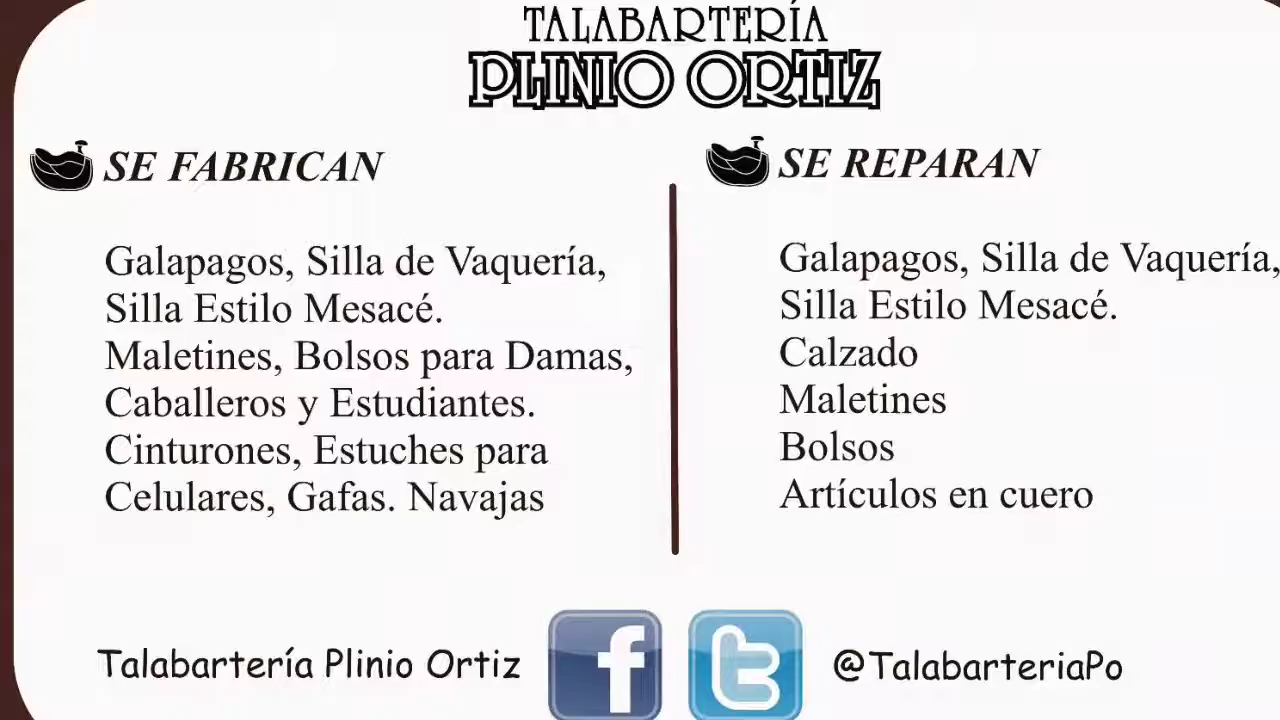 TALABARTERÍA
PLINIO ORTIZ
SE FABRICAN
Galapagos, Silla de Vaquería,
Silla Estilo Mesacé.
Maletines, Bolsos para Damas,
Caballeros y Estudiantes.
Cinturones, Estuches para
Celulares, Gafas. Navajas
SE REPARAN
Galapagos, Silla de Vaquería,
Silla Estilo Mesacé.
Calzado
Maletines
Bolsos
Artículos en cuero
Talabartería Plinio Ortiz
@TalabarteriaPo